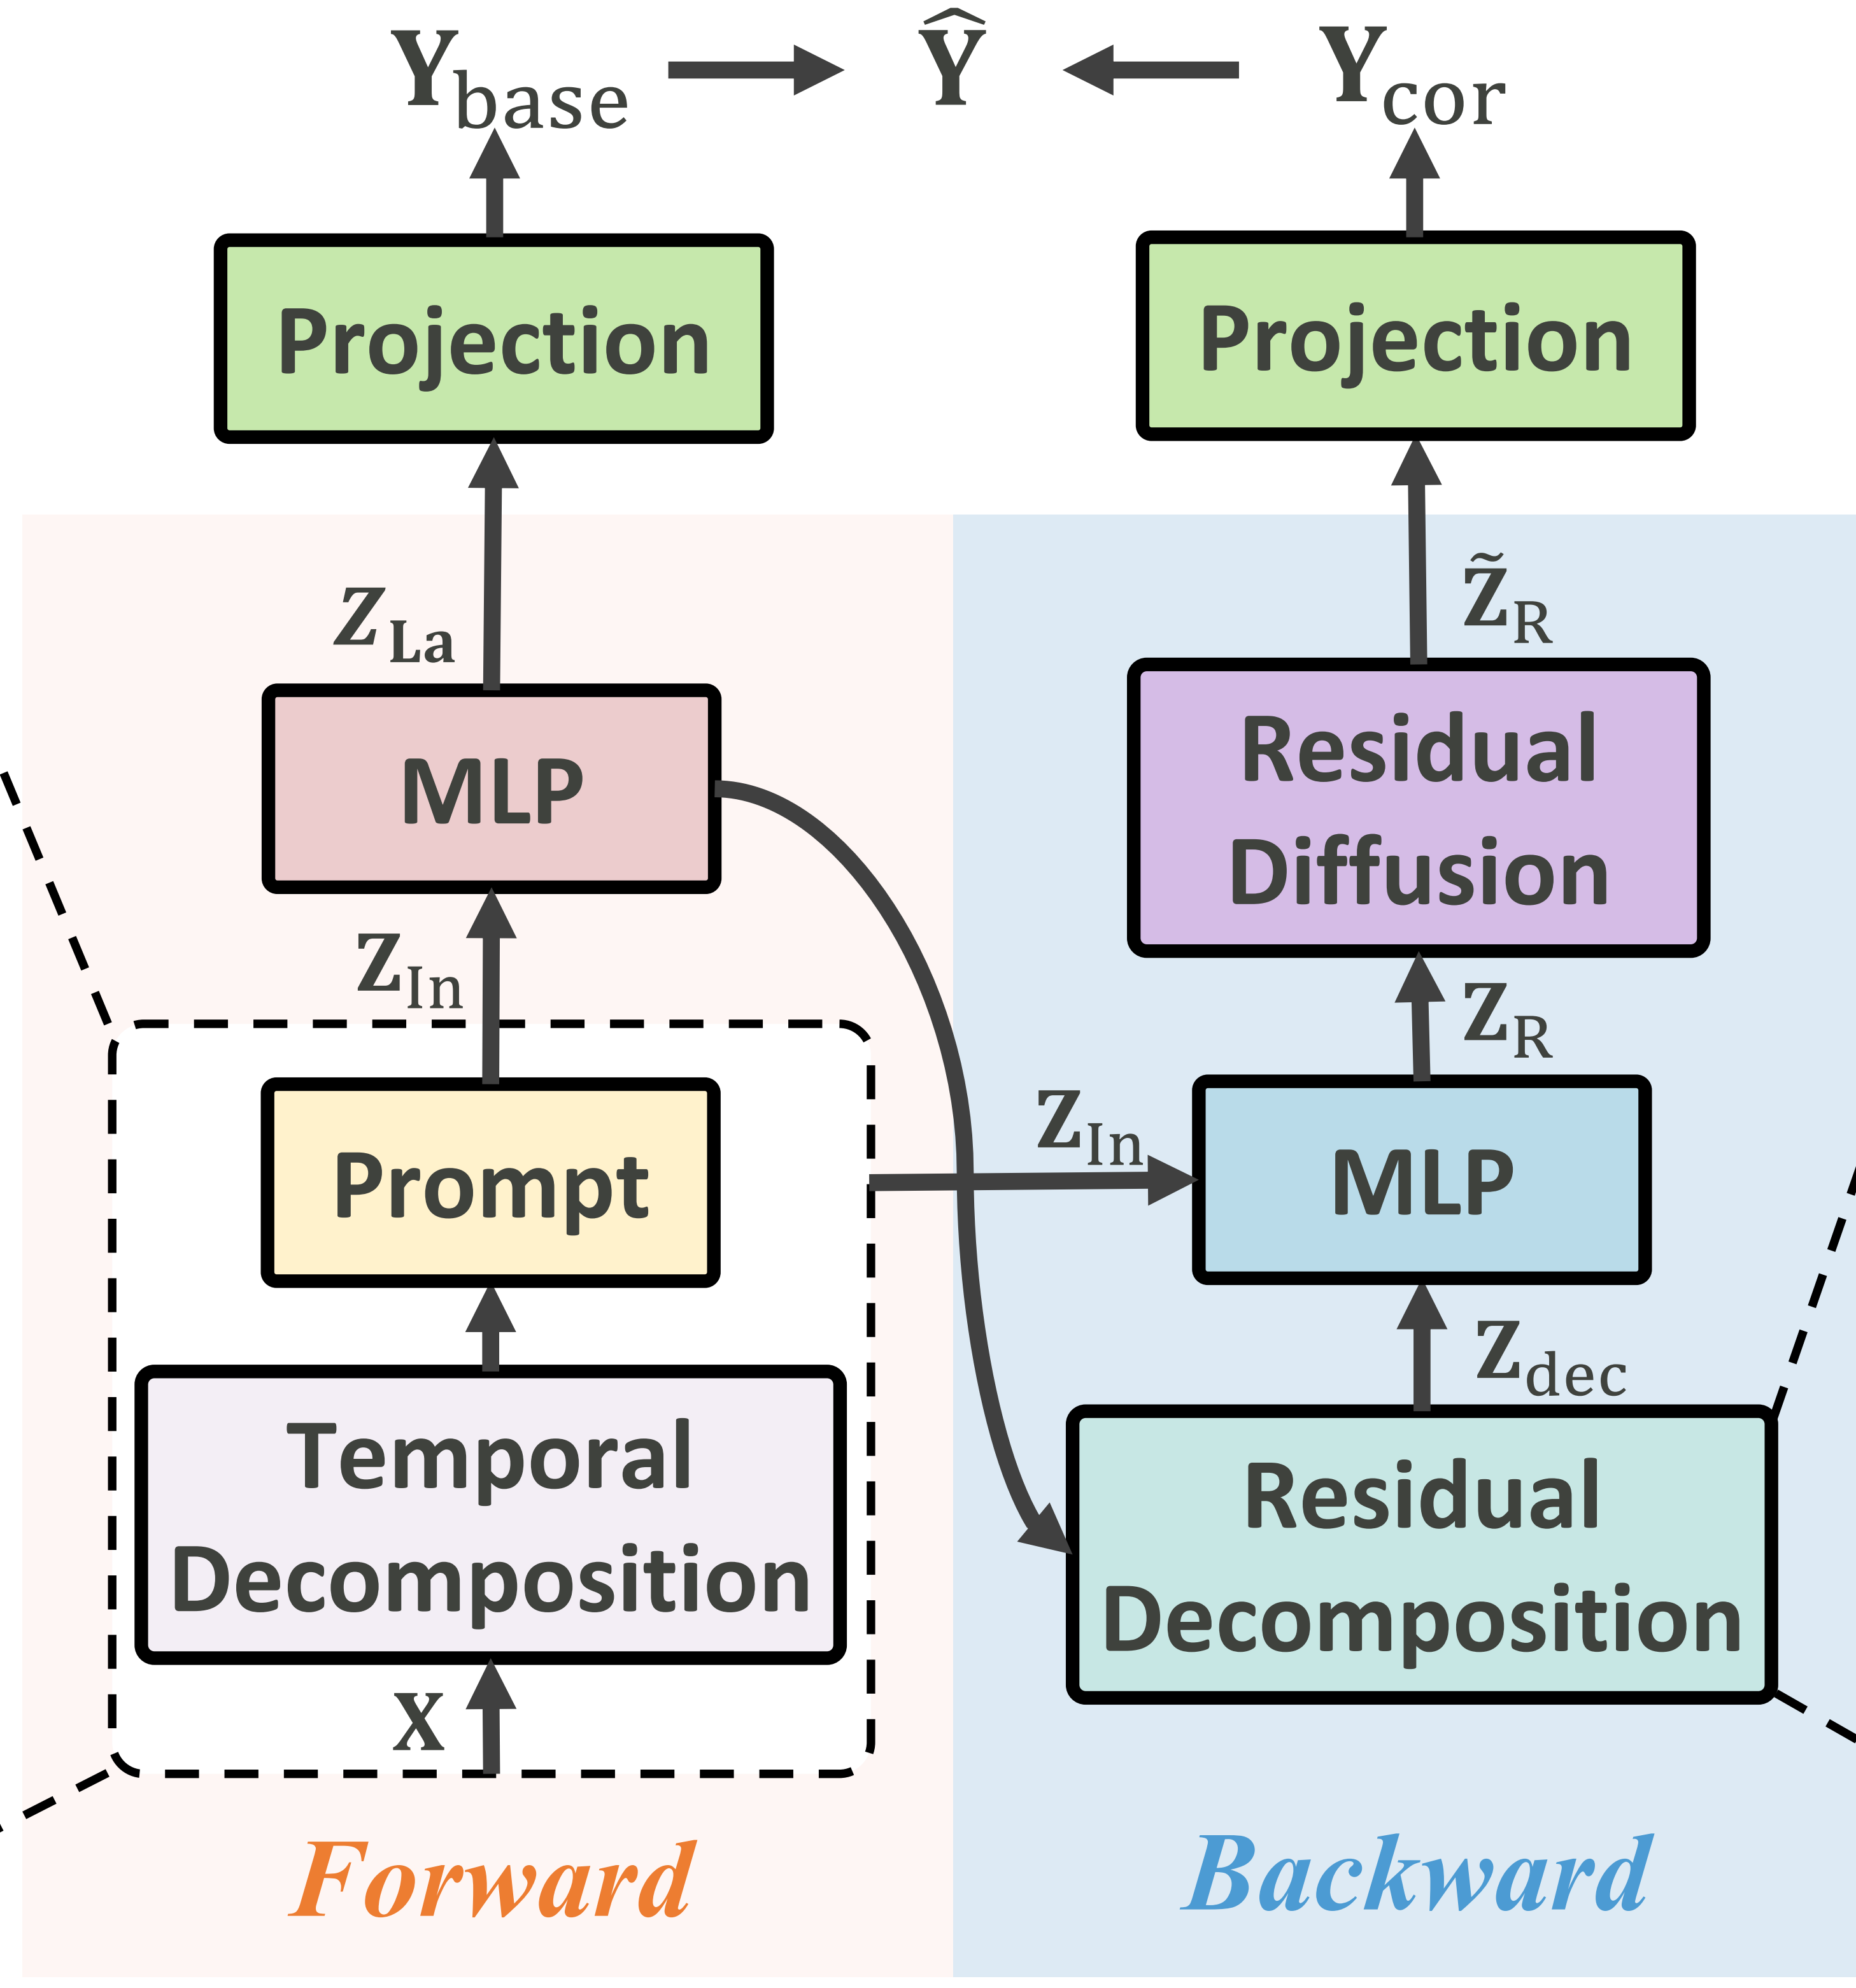 Y_base → Ŷ ← Y_cor
Projection
Z_La
MLP
Z_In
Prompt
Temporal
Decomposition
X
Forward
Projection
Z̃_R
Residual
Diffusion
Z_R
Z_In
MLP
Z_dec
Residual
Decomposition
Backward